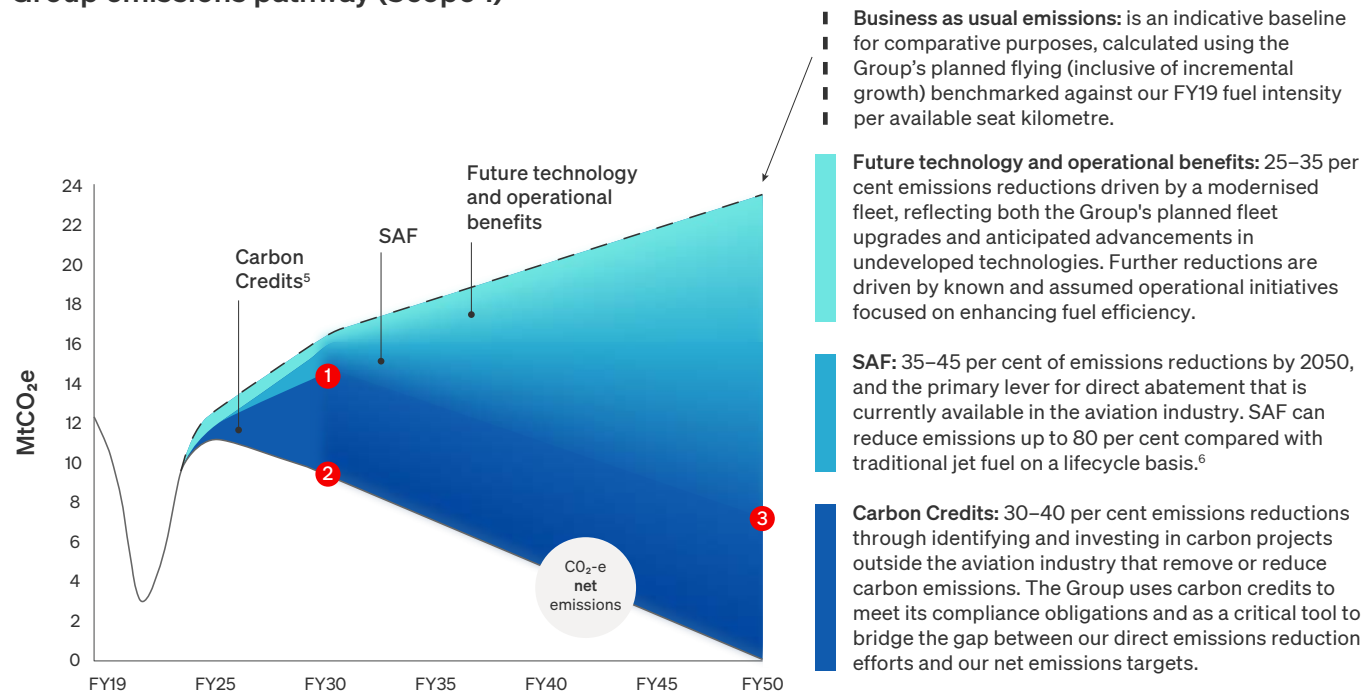 Group emissions pathway (Scope 1)
Business as usual emissions: is an indicative baseline
for comparative purposes, calculated using the
Group's planned flying (inclusive of incremental
growth) benchmarked against our FY19 fuel intensity
per available seat kilometre.
Future technology and operational benefits: 25–35 per
cent emissions reductions driven by a modernised
fleet, reflecting both the Group's planned fleet
upgrades and anticipated advancements in
undeveloped technologies. Further reductions are
driven by known and assumed operational initiatives
focused on enhancing fuel efficiency.
SAF: 35–45 per cent of emissions reductions by 2050,
and the primary lever for direct abatement that is
currently available in the aviation industry. SAF can
reduce emissions up to 80 per cent compared with
traditional jet fuel on a lifecycle basis.⁶
Carbon Credits: 30–40 per cent emissions reductions
through identifying and investing in carbon projects
outside the aviation industry that remove or reduce
carbon emissions. The Group uses carbon credits to
meet its compliance obligations and as a critical tool to
bridge the gap between our direct emissions reduction
efforts and our net emissions targets.
MtCO₂e
24
22
20
18
16
14
12
10
8
6
4
2
0
Carbon
Credits⁵
SAF
Future technology
and operational
benefits
1
2
3
C0₂-e
net
emissions
FY19
FY25
FY30
FY35
FY40
FY45
FY50